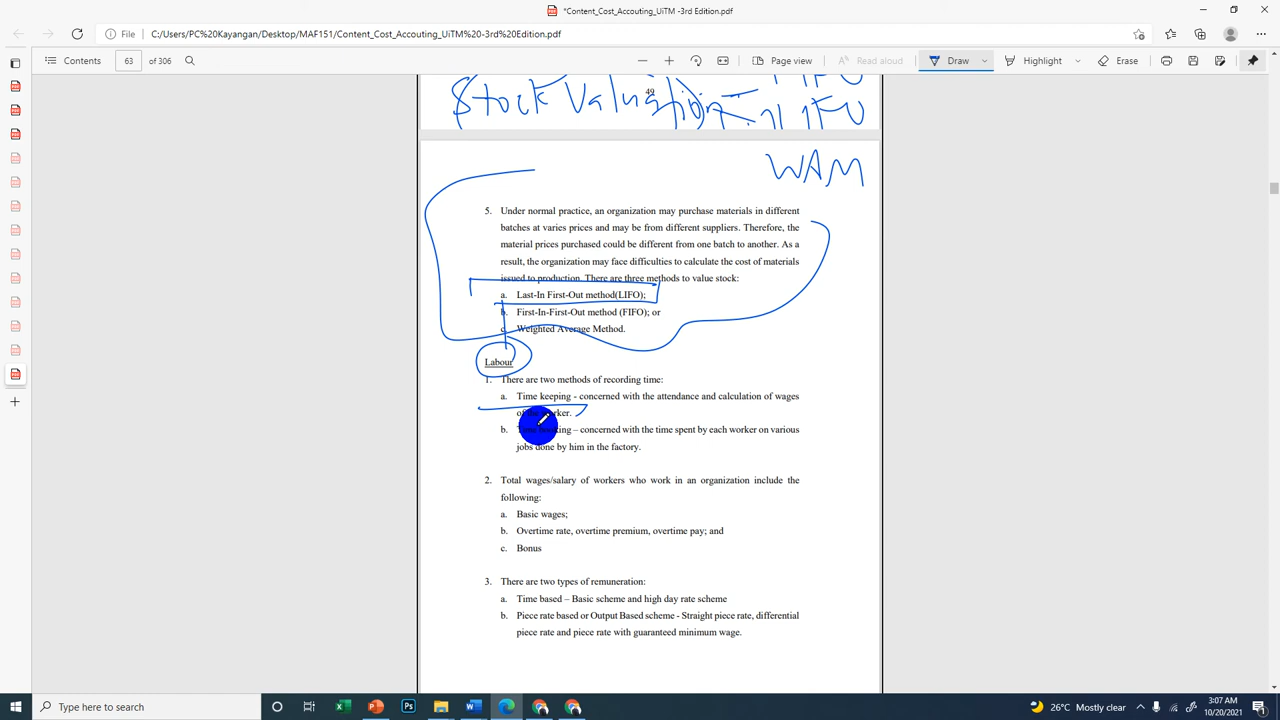 *Content_Cost_Accouting_UiTM -3rd Edition.pdf
File
C:/Users/PC%20Kayangan/Desktop/MAF151/Content_Cost_Accouting_UiTM%20-3rd%20Edition.pdf
Contents
63 of 306
Page view
Read aloud
Draw
Highlight
Erase
49
Stock Valuation
WAM
5. Under normal practice, an organization may purchase materials in different
batches at varies prices and may be from different suppliers. Therefore, the
material prices purchased could be different from one batch to another. As a
result, the organization may face difficulties to calculate the cost of materials
issued to production. There are three methods to value stock:
a. Last-In First-Out method(LIFO);
b. First-In-First-Out method (FIFO); or
c. Weighted Average Method.
Labour
1. There are two methods of recording time:
a. Time keeping - concerned with the attendance and calculation of wages
of the worker.
b. Time booking – concerned with the time spent by each worker on various
jobs done by him in the factory.
2. Total wages/salary of workers who work in an organization include the
following:
a. Basic wages;
b. Overtime rate, overtime premium, overtime pay; and
c. Bonus
3. There are two types of remuneration:
a. Time based – Basic scheme and high day rate scheme
b. Piece rate based or Output Based scheme - Straight piece rate, differential
piece rate and piece rate with guaranteed minimum wage.
Type here to search
26°C Mostly clear
3:07 AM
10/20/2021